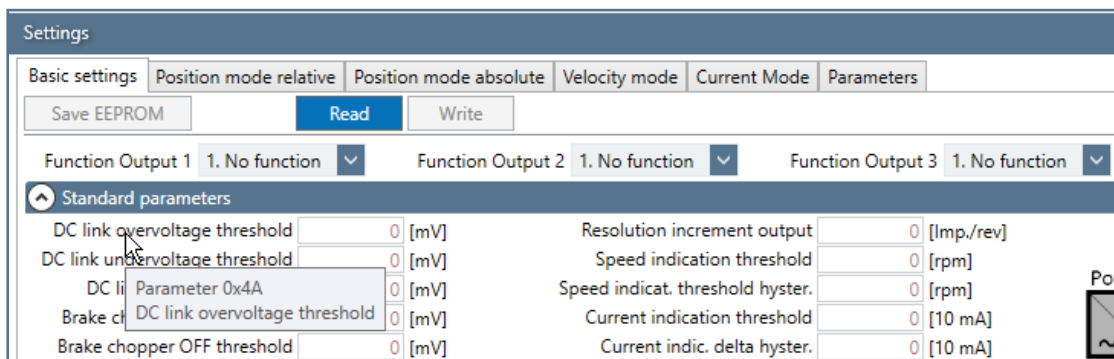 Settings
Basic settings Position mode relative Position mode absolute Velocity mode Current Mode Parameters
Save EEPROM Read Write
Function Output 1 1. No function Function Output 2 1. No function Function Output 3 1. No function
Standard parameters
DC link overvoltage threshold 0 [mV] Resolution increment output 0 [Imp./rev]
DC link undervoltage threshold 0 [mV] Speed indication threshold 0 [rpm]
DC li 0 [mV] Speed indicat. threshold hyster. 0 [rpm]
Parameter 0x4A
DC link overvoltage threshold
Brake ch 0 [mV] Current indication threshold 0 [10 mA]
Brake chopper OFF threshold 0 [mV] Current indic. delta hyster. 0 [10 mA]
Po